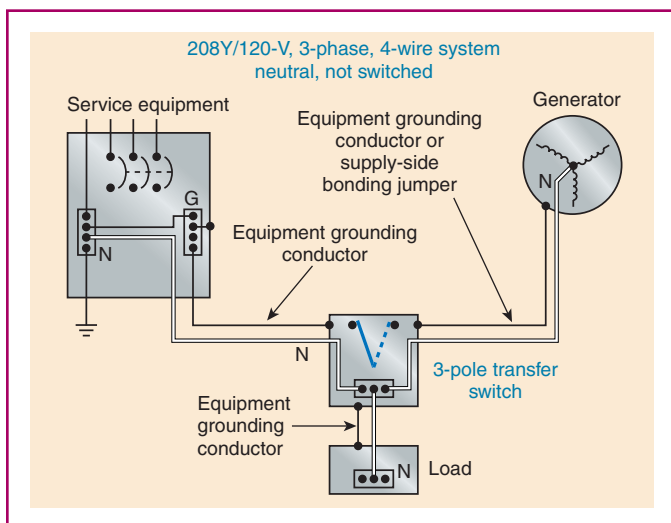 208Y/120-V, 3-phase, 4-wire system
neutral, not switched
Service equipment
Generator
Equipment grounding
conductor or
supply-side
bonding jumper
N
G
N
Equipment grounding
conductor
N
3-pole transfer
switch
Equipment
grounding
conductor
N
Load